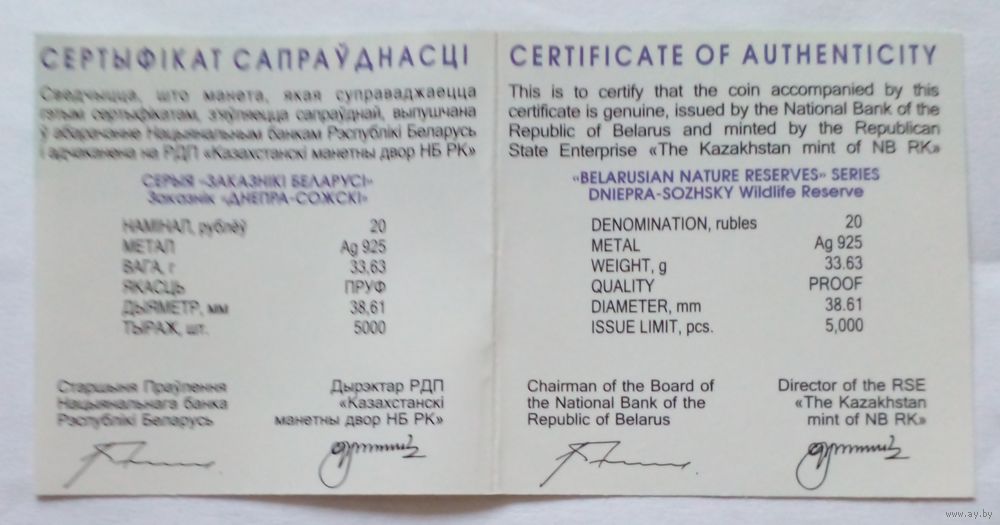 СЕРТЫФІКАТ САПРАЎДНАСЦІ
Сведчыцца, што манета, якая суправаджаецца
гэтым сертыфікатам, з'яўляецца сапраўднай, выпушчана
ў абарачэнне Нацыянальным банкам Рэспублікі Беларусь
і адчаканена на РДП «Казахстанскі манетны двор НБ РК»
СЕРЫЯ «ЗАКАЗНІКІ БЕЛАРУСІ»
Заказнік «ДНЕПРА-СОЖСКІ»
НАМІНАЛ, рублёў 20
МЕТАЛ Ag 925
ВАГА, г 33,63
ЯКАСЦЬ ПРУФ
ДЫЯМЕТР, мм 38,61
ТЫРАЖ, шт. 5000
Старшыня Праўлення
Нацыянальнага банка
Рэспублікі Беларусь
Дырэктар РДП
«Казахстанскі
манетны двор НБ РК»
CERTIFICATE OF AUTHENTICITY
This is to certify that the coin accompanied by this
certificate is genuine, issued by the National Bank of the
Republic of Belarus and minted by the Republican
State Enterprise «The Kazakhstan mint of NB RK»
«BELARUSIAN NATURE RESERVES» SERIES
DNIEPRA-SOZHSKY Wildlife Reserve
DENOMINATION, rubles 20
METAL Ag 925
WEIGHT, g 33.63
QUALITY PROOF
DIAMETER, mm 38.61
ISSUE LIMIT, pcs. 5,000
Chairman of the Board of
the National Bank of the
Republic of Belarus
Director of the RSE
«The Kazakhstan
mint of NB RK»
www.ay.by